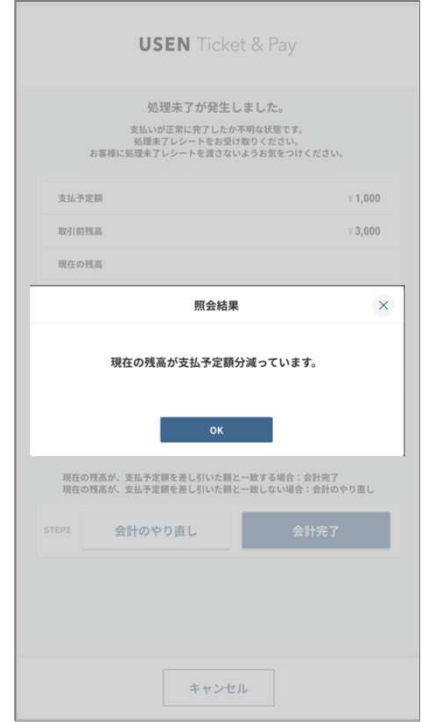 USEN Ticket & Pay
処理未了が発生しました。
支払いが正常に完了したか不明な状態です。
処理未了レシートをお受け取りください。
お客様に処理未了レシートを渡さないようお気をつけください。
支払予定額 ¥1,000
取引前残高 ¥3,000
現在の残高
照会結果 ×
現在の残高が支払予定額分減っています。
OK
現在の残高が、支払予定額を差し引いた額と一致する場合：会計完了
現在の残高が、支払予定額を差し引いた額と一致しない場合：会計のやり直し
STEP2 会計のやり直し 会計完了
キャンセル